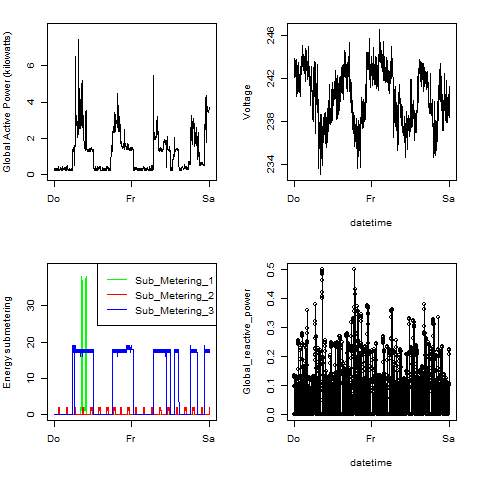 Global Active Power (kilowatts)
0 2 4 6
Do Fr Sa
Voltage
234 238 242 246
Do Fr Sa
datetime
Energy submetering
0 10 20 30
Sub_Metering_1
Sub_Metering_2
Sub_Metering_3
Do Fr Sa
Global_reactive_power
0.0 0.1 0.2 0.3 0.4 0.5
Do Fr Sa
datetime